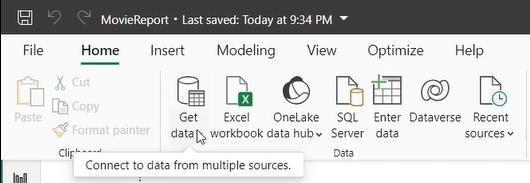 MovieReport • Last saved: Today at 9:34 PM
File Home Insert Modeling View Optimize Help
Paste
Cut
Copy
Format painter
Get data
Excel workbook
OneLake data hub
SQL Server
Enter data
Dataverse
Recent sources
Clipboard
Data
Connect to data from multiple sources.